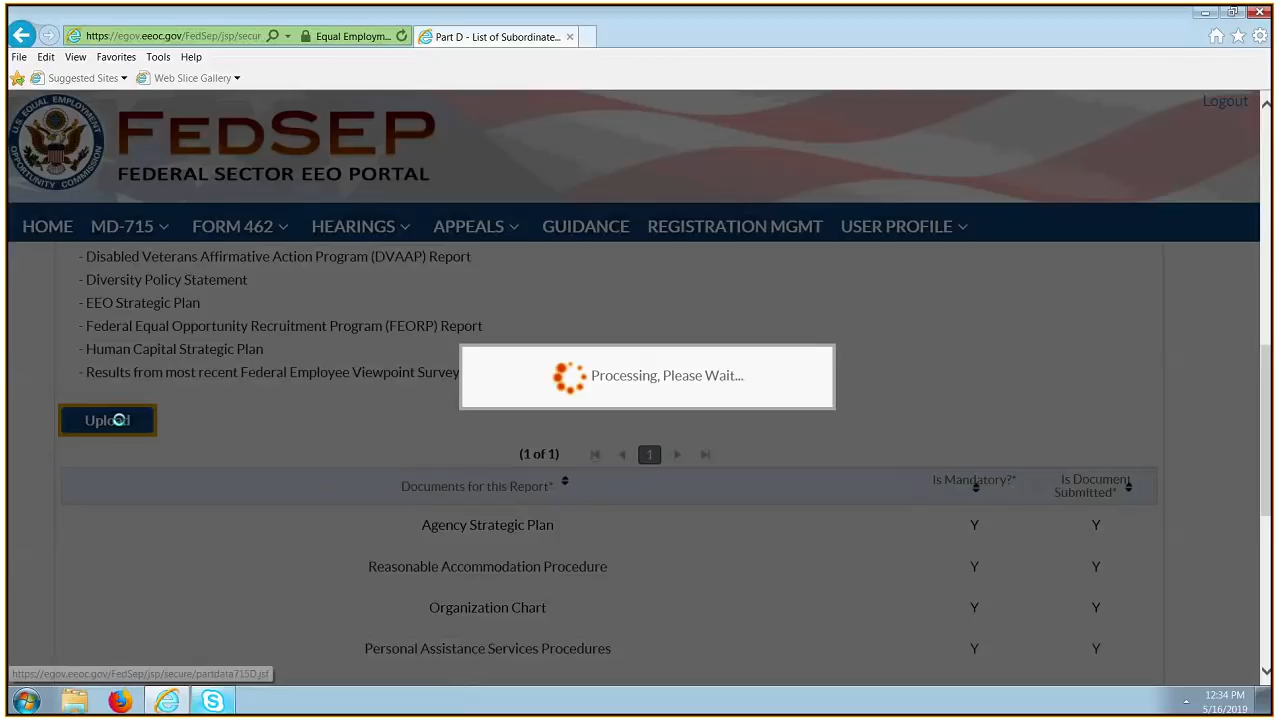 https://egov.eeoc.gov/FedSep/jsp/secur
Equal Employm...
Part D - List of Subordinate...
File Edit View Favorites Tools Help
Suggested Sites Web Slice Gallery
Logout
U.S. EQUAL EMPLOYMENT OPPORTUNITY COMMISSION
FEDSEP
FEDERAL SECTOR EEO PORTAL
HOME MD-715 FORM 462 HEARINGS APPEALS GUIDANCE REGISTRATION MGMT USER PROFILE
- Disabled Veterans Affirmative Action Program (DVAAP) Report
- Diversity Policy Statement
- EEO Strategic Plan
- Federal Equal Opportunity Recruitment Program (FEORP) Report
- Human Capital Strategic Plan
- Results from most recent Federal Employee Viewpoint Survey
Processing, Please Wait...
Upload
(1 of 1) 1
Documents for this Report* Is Mandatory?* Is Document Submitted*
Agency Strategic Plan Y Y
Reasonable Accommodation Procedure Y Y
Organization Chart Y Y
Personal Assistance Services Procedures Y Y
https://egov.eeoc.gov/FedSep/jsp/secure/partdata715D.jsf
12:34 PM
5/16/2019